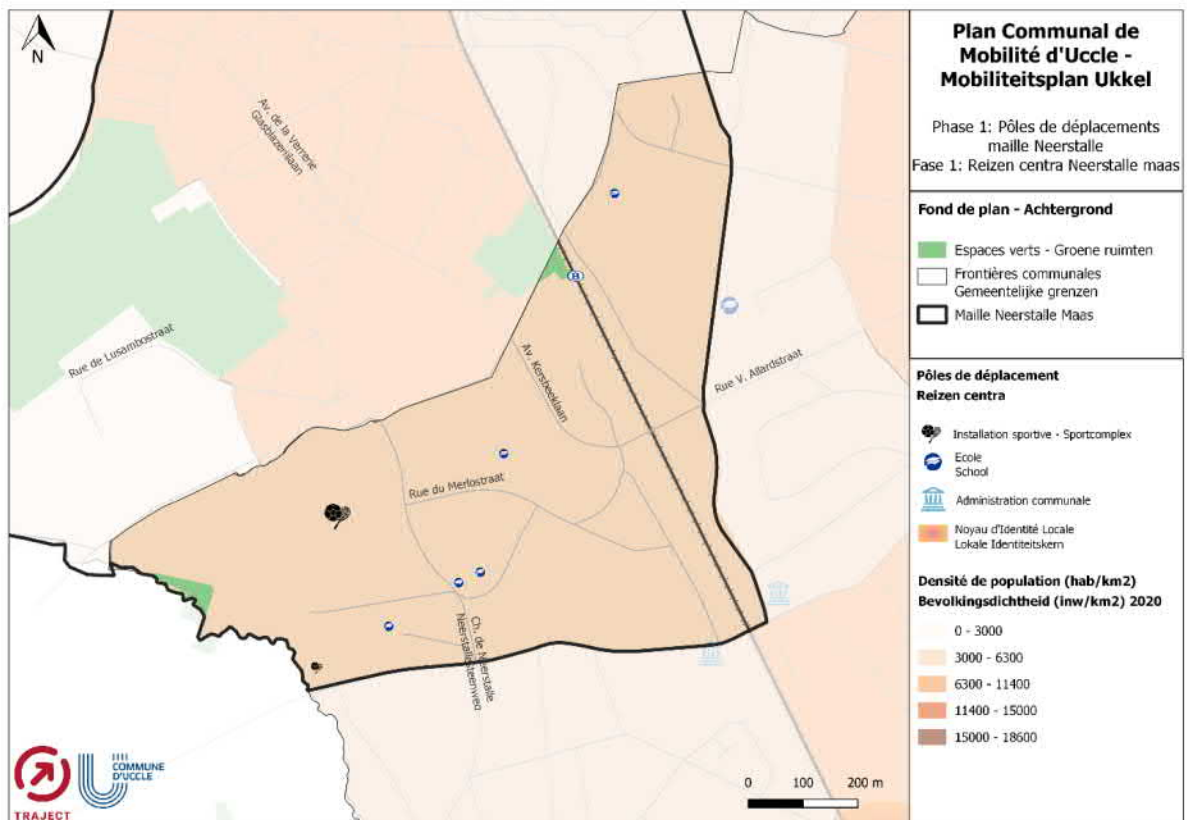 N
Av. de la Verrerie
Glasblazerijlaan
Rue de Lusambostraat
Av. Kersbeeklaan
Rue V. Allardstraat
Rue du Merlostraat
Ch. de Neerstalle
Neerstallesteenweg
B
TRAJECT
COMMUNE
D'UCCLE
0 100 200 m
Plan Communal de
Mobilité d'Uccle -
Mobiliteitsplan Ukkel
Phase 1: Pôles de déplacements
maille Neerstalle
Fase 1: Reizen centra Neerstalle maas
Fond de plan - Achtergrond
Espaces verts - Groene ruimten
Frontières communales
Gemeentelijke grenzen
Maille Neerstalle Maas
Pôles de déplacement
Reizen centra
Installation sportive - Sportcomplex
Ecole
School
Administration communale
Noyau d'Identité Locale
Lokale Identiteitskern
Densité de population (hab/km2)
Bevolkingsdichtheid (inw/km2) 2020
0 - 3000
3000 - 6300
6300 - 11400
11400 - 15000
15000 - 18600